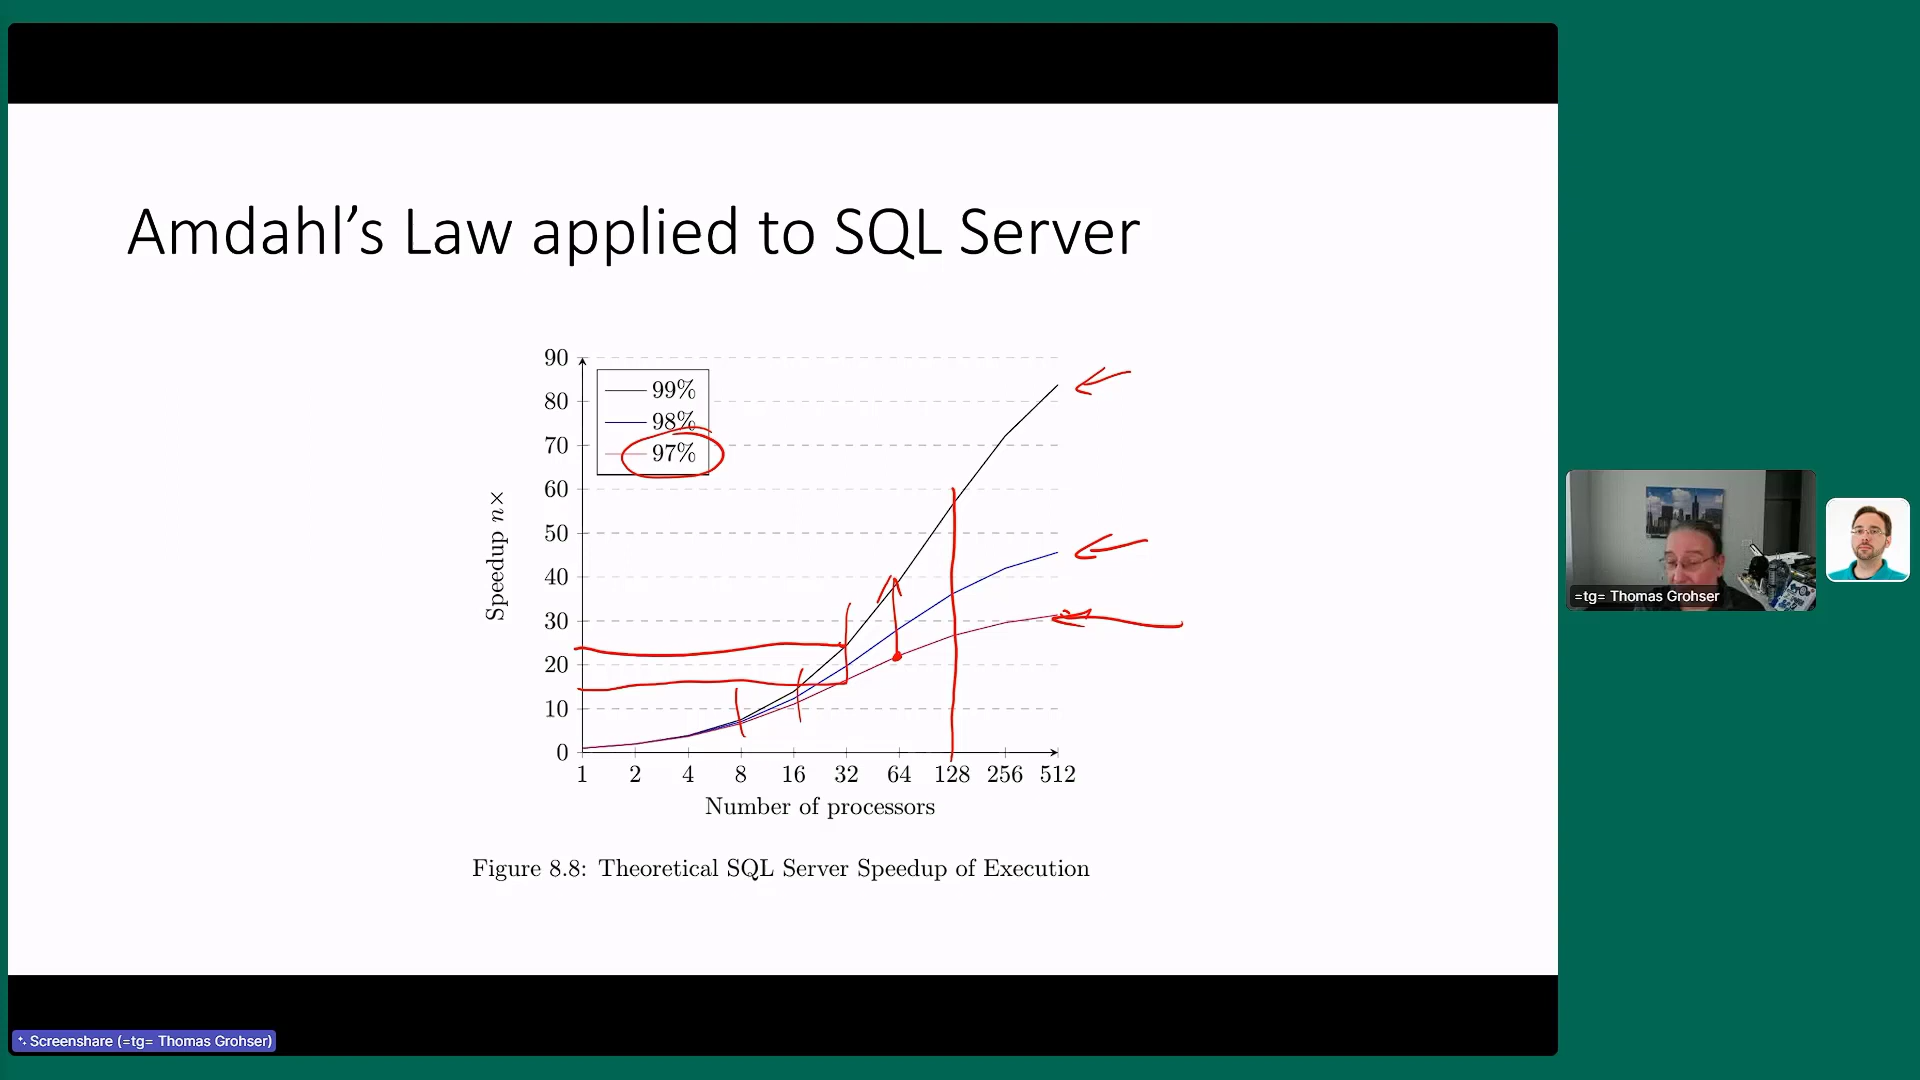 Amdahl's Law applied to SQL Server
90
80
70
60
50
40
30
20
10
0
99%
98%
97%
Speedup n×
1 2 4 8 16 32 64 128 256 512
Number of processors
Figure 8.8: Theoretical SQL Server Speedup of Execution
=tg= Thomas Grohser
Screenshare (=tg= Thomas Grohser)